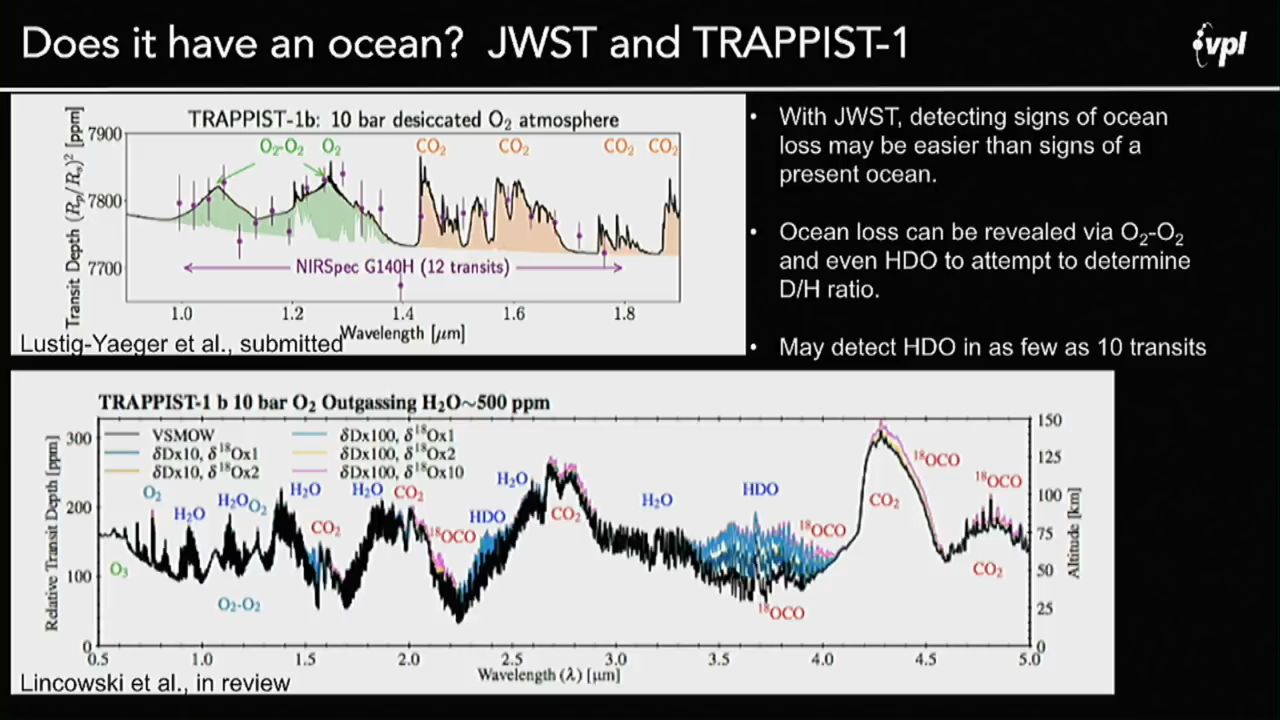 Does it have an ocean? JWST and TRAPPIST-1
vpl
TRAPPIST-1b: 10 bar desiccated O₂ atmosphere
Transit Depth (Rₚ/Rₛ)² [ppm]
7900
7800
7700
O₂-O₂
O₂
CO₂
CO₂
CO₂
CO₂
NIRSpec G140H (12 transits)
1.0
1.2
1.4
1.6
1.8
Wavelength [μm]
Lustig-Yaeger et al., submitted
• With JWST, detecting signs of ocean
loss may be easier than signs of a
present ocean.
• Ocean loss can be revealed via O₂-O₂
and even HDO to attempt to determine
D/H ratio.
• May detect HDO in as few as 10 transits
TRAPPIST-1 b 10 bar O₂ Outgassing H₂O~500 ppm
Relative Transit Depth [ppm]
300
200
100
0
VSMOW
δDx10, δ¹⁸Ox1
δDx10, δ¹⁸Ox2
δDx100, δ¹⁸Ox1
δDx100, δ¹⁸Ox2
δDx100, δ¹⁸Ox10
O₃
O₂
H₂O
H₂O
O₂
O₂-O₂
H₂O
CO₂
H₂O
CO₂
¹⁸OCO
HDO
H₂O
CO₂
H₂O
HDO
¹⁸OCO
¹⁸OCO
CO₂
¹⁸OCO
¹⁸OCO
CO₂
150
125
100
75
50
25
0
Altitude [km]
0.5
1.0
1.5
2.0
2.5
3.0
3.5
4.0
4.5
5.0
Wavelength (λ) [μm]
Lincowski et al., in review